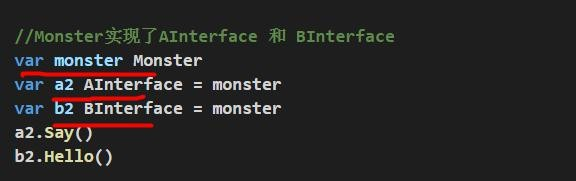 //Monster实现了AInterface 和 BInterface
var monster Monster
var a2 AInterface = monster
var b2 BInterface = monster
a2.Say()
b2.Hello()